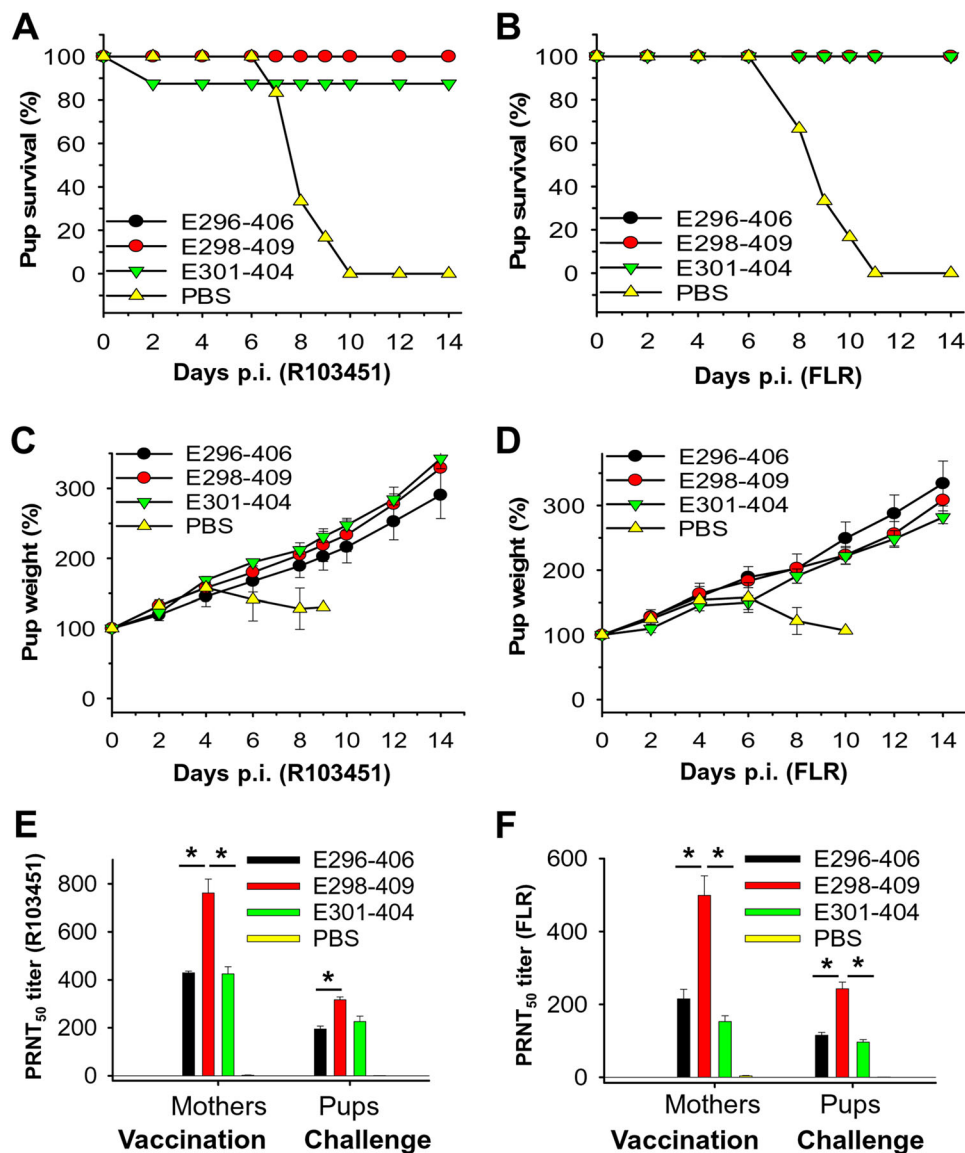 A
Pup survival (%)
100
80
60
40
20
0
E296-406
E298-409
E301-404
PBS
0 2 4 6 8 10 12 14
Days p.i. (R103451)
B
Pup survival (%)
100
80
60
40
20
0
E296-406
E298-409
E301-404
PBS
0 2 4 6 8 10 12 14
Days p.i. (FLR)
C
Pup weight (%)
300
200
100
0
E296-406
E298-409
E301-404
PBS
0 2 4 6 8 10 12 14
Days p.i. (R103451)
D
Pup weight (%)
300
200
100
0
E296-406
E298-409
E301-404
PBS
0 2 4 6 8 10 12 14
Days p.i. (FLR)
E
PRNT50 titer (R103451)
800
600
400
200
0
* *
*
E296-406
E298-409
E301-404
PBS
Mothers Pups
Vaccination Challenge
F
PRNT50 titer (FLR)
600
400
200
0
* *
* *
E296-406
E298-409
E301-404
PBS
Mothers Pups
Vaccination Challenge